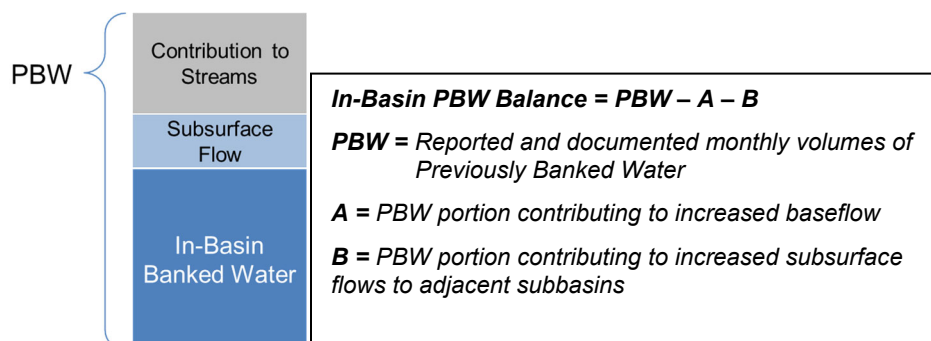 PBW
Contribution to
Streams
Subsurface
Flow
In-Basin
Banked Water
In-Basin PBW Balance = PBW – A – B
PBW = Reported and documented monthly volumes of
Previously Banked Water
A = PBW portion contributing to increased baseflow
B = PBW portion contributing to increased subsurface
flows to adjacent subbasins